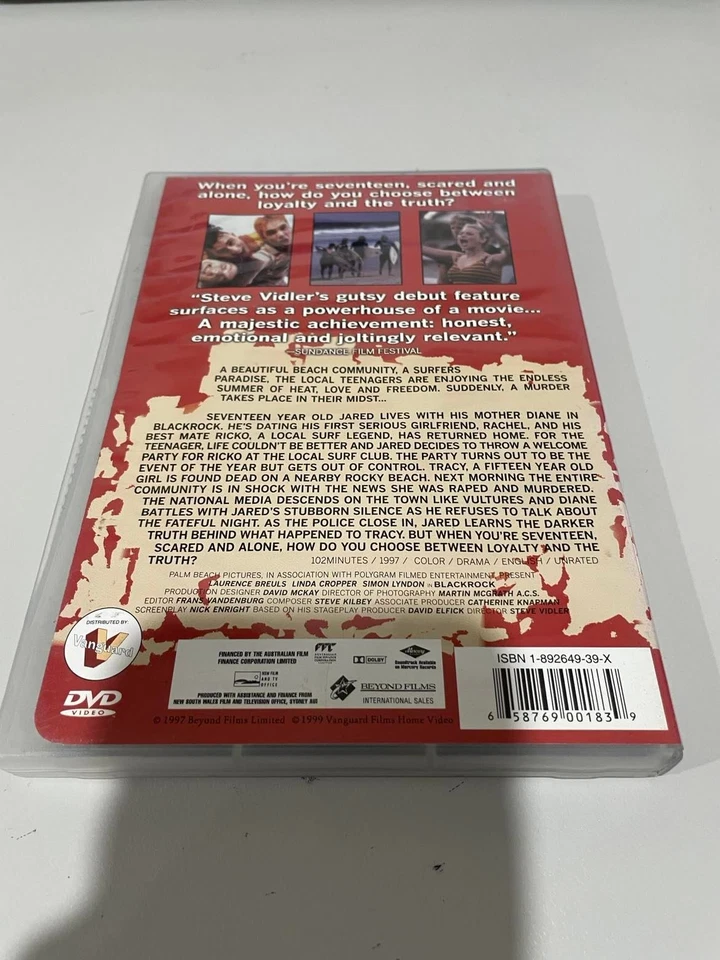 When you're seventeen, scared and
alone, how do you choose between
loyalty and the truth?
"Steve Vidler's gutsy debut feature
surfaces as a powerhouse of a movie...
A majestic achievement: honest,
emotional and joltingly relevant."
—SUNDANCE FILM FESTIVAL
A BEAUTIFUL BEACH COMMUNITY, A SURFERS
PARADISE, THE LOCAL TEENAGERS ARE ENJOYING THE ENDLESS
SUMMER OF HEAT, LOVE AND FREEDOM. SUDDENLY, A MURDER
TAKES PLACE IN THEIR MIDST...
SEVENTEEN YEAR OLD JARED LIVES WITH HIS MOTHER DIANE IN
BLACKROCK. HE'S DATING HIS FIRST SERIOUS GIRLFRIEND, RACHEL, AND HIS
BEST MATE RICKO, A LOCAL SURF LEGEND, HAS RETURNED HOME. FOR THE
TEENAGER, LIFE COULDN'T BE BETTER AND JARED DECIDES TO THROW A WELCOME
PARTY FOR RICKO AT THE LOCAL SURF CLUB. THE PARTY TURNS OUT TO BE THE
EVENT OF THE YEAR BUT GETS OUT OF CONTROL. TRACY, A FIFTEEN YEAR OLD
GIRL IS FOUND DEAD ON A NEARBY ROCKY BEACH. NEXT MORNING THE ENTIRE
COMMUNITY IS IN SHOCK WITH THE NEWS SHE WAS RAPED AND MURDERED.
THE NATIONAL MEDIA DESCENDS ON THE TOWN LIKE VULTURES AND DIANE
BATTLES WITH JARED'S STUBBORN SILENCE AS HE REFUSES TO TALK ABOUT
THE FATEFUL NIGHT. AS THE POLICE CLOSE IN, JARED LEARNS THE DARKER
TRUTH BEHIND WHAT HAPPENED TO TRACY. BUT WHEN YOU'RE SEVENTEEN,
SCARED AND ALONE, HOW DO YOU CHOOSE BETWEEN LOYALTY AND THE
TRUTH? 102MINUTES / 1997 / COLOR / DRAMA / ENGLISH / UNRATED
PALM BEACH PICTURES, IN ASSOCIATION WITH POLYGRAM FILMED ENTERTAINMENT, PRESENT
LAURENCE BREULS LINDA CROPPER SIMON LYNDON IN BLACKROCK
PRODUCTION DESIGNER DAVID MCKAY DIRECTOR OF PHOTOGRAPHY MARTIN MCGRATH A.C.S.
EDITOR FRANS VANDENBURG COMPOSER STEVE KILBEY ASSOCIATE PRODUCER CATHERINE KNAPMAN
SCREENPLAY NICK ENRIGHT BASED ON HIS STAGEPLAY PRODUCER DAVID ELFICK DIRECTOR STEVE VIDLER
DISTRIBUTED BY:
Vanguard
DVD
VIDEO
FINANCED BY THE AUSTRALIAN FILM
FINANCE CORPORATION LIMITED
NSW FILM
AND TV
OFFICE
PRODUCED WITH ASSISTANCE AND FINANCE FROM
NEW SOUTH WALES FILM AND TELEVISION OFFICE, SYDNEY AUS
DOLBY
Mercury
Soundtrack Available
on Mercury Records
BEYOND FILMS
INTERNATIONAL SALES
ISBN 1-892649-39-X
6 58769 00183 9
© 1997 Beyond Films Limited © 1999 Vanguard Films Home Video